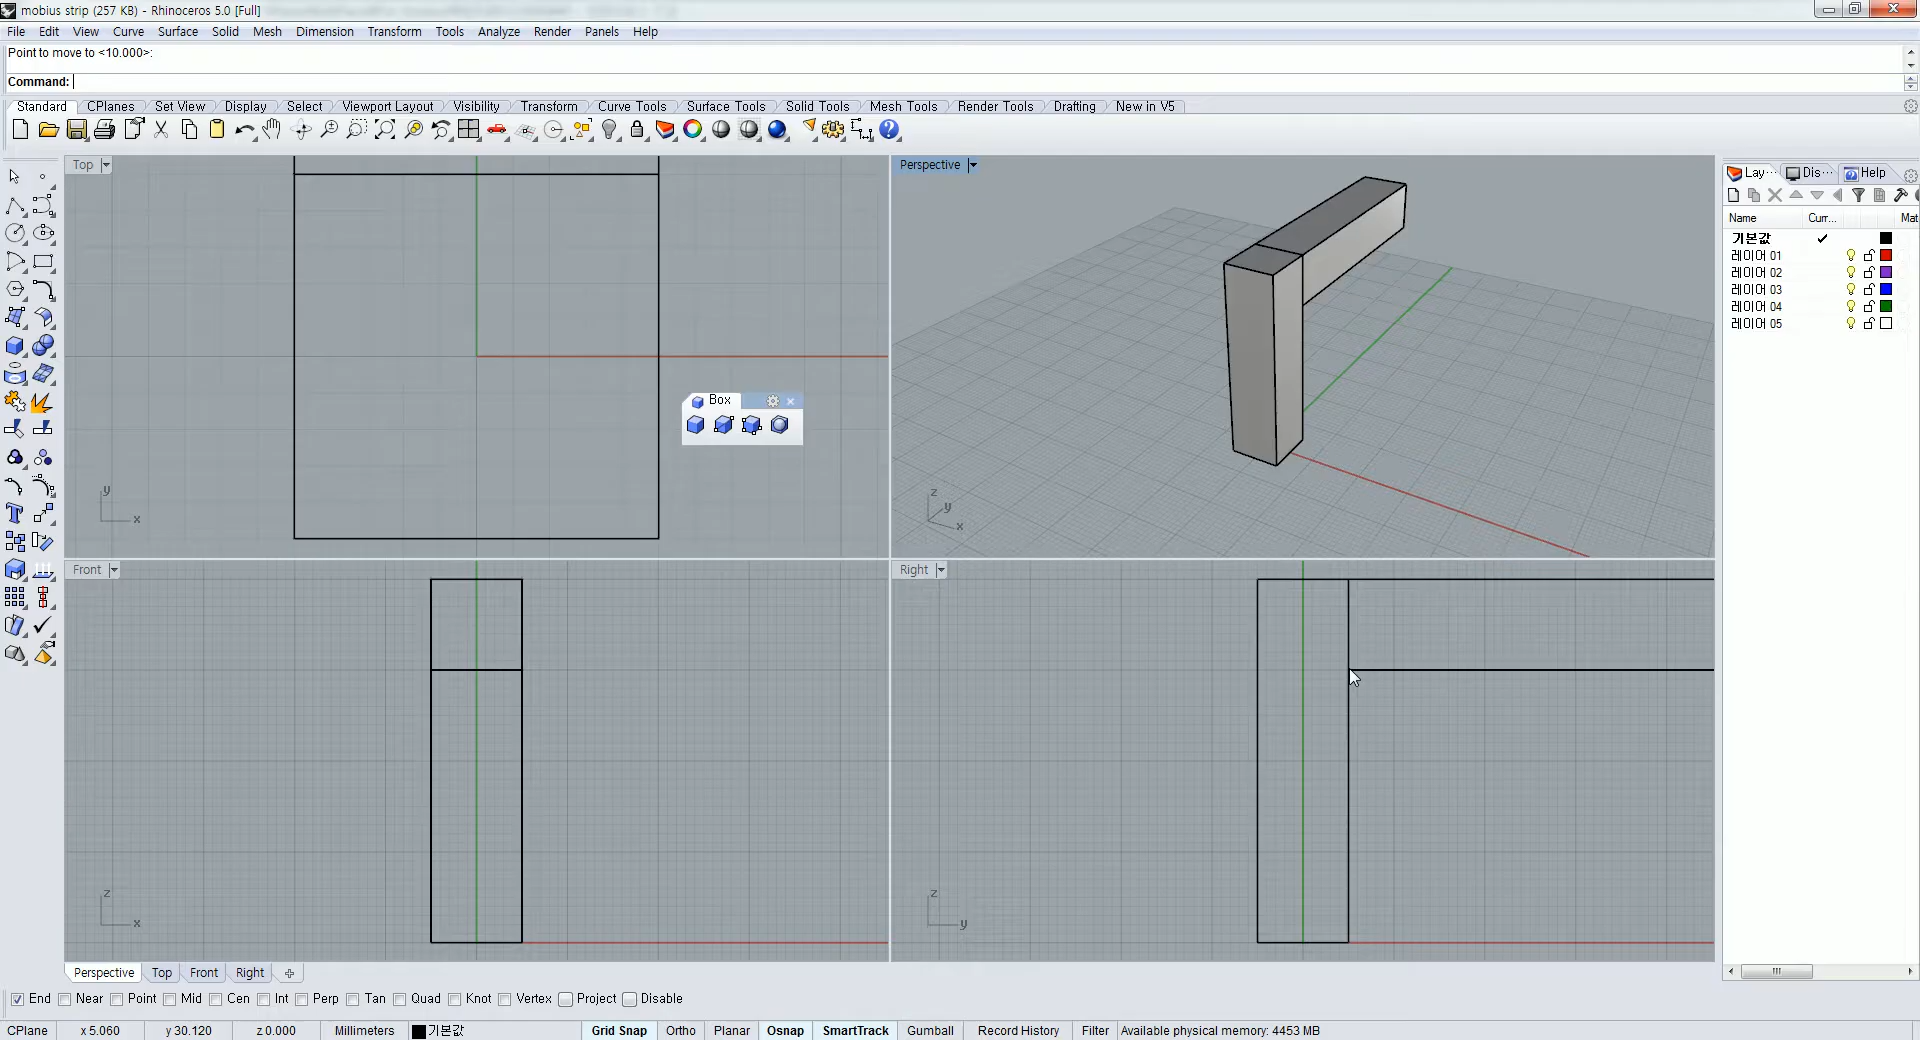 mobius strip (257 KB) - Rhinoceros 5.0 [Full]
File Edit View Curve Surface Solid Mesh Dimension Transform Tools Analyze Render Panels Help
Point to move to <10.000>:
Command:
Standard CPlanes Set View Display Select Viewport Layout Visibility Transform Curve Tools Surface Tools Solid Tools Mesh Tools Render Tools Drafting New in V5
Top
Perspective
Lay··· Dis··· Help
Name Curr... Mat
기본값
레이어 01
레이어 02
레이어 03
레이어 04
레이어 05
Box
y
x
z
y
x
Front
Right
z
x
z
y
Perspective Top Front Right
End Near Point Mid Cen Int Perp Tan Quad Knot Vertex Project Disable
CPlane x 5.060 y 30.120 z 0.000 Millimeters 기본값 Grid Snap Ortho Planar Osnap SmartTrack Gumball Record History Filter Available physical memory: 4453 MB